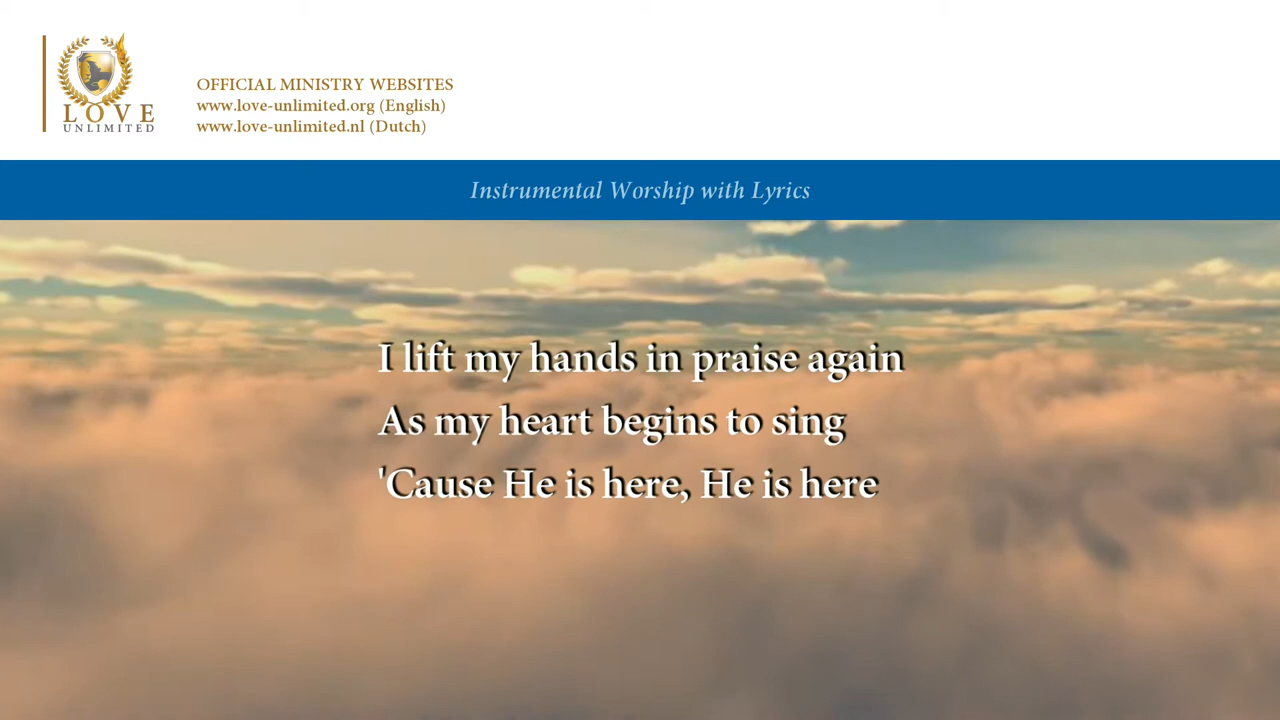 LOVE
UNLIMITED
OFFICIAL MINISTRY WEBSITES
www.love-unlimited.org (English)
www.love-unlimited.nl (Dutch)
Instrumental Worship with Lyrics
I lift my hands in praise again
As my heart begins to sing
'Cause He is here, He is here